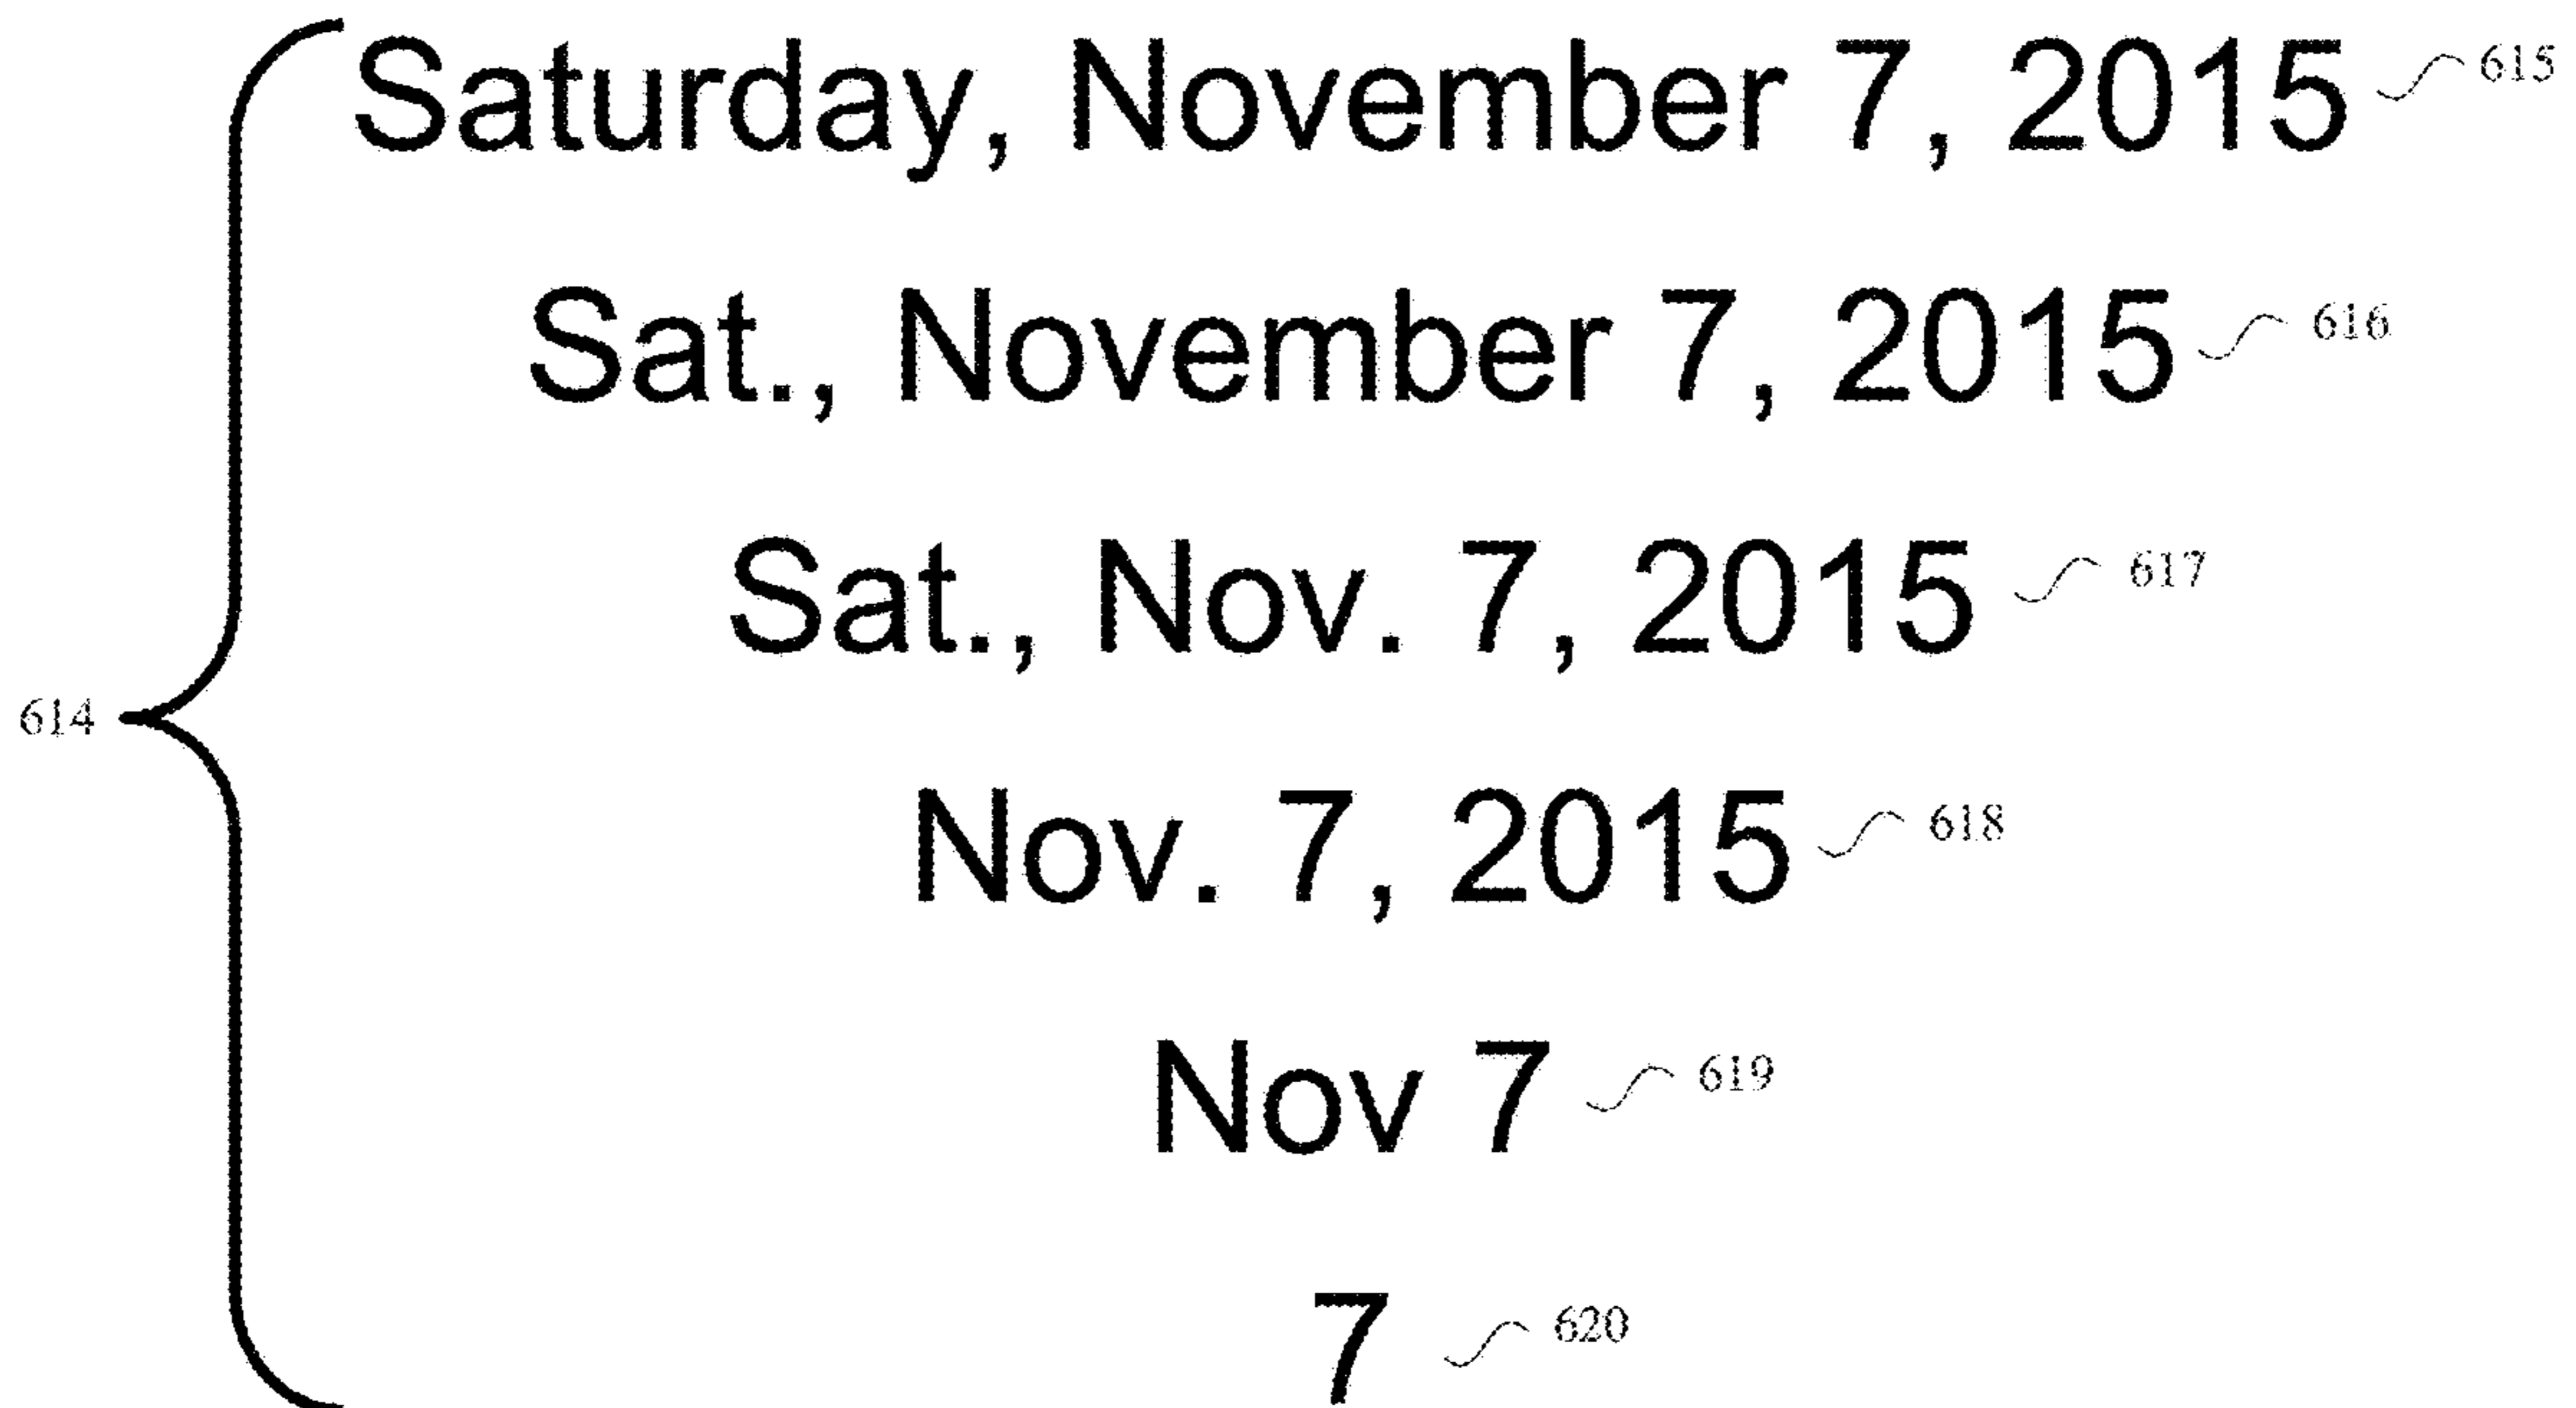 Saturday, November 7, 2015 615
Sat., November 7, 2015 616
Sat., Nov. 7, 2015 617
614
Nov. 7, 2015 618
Nov 7 619
7 620